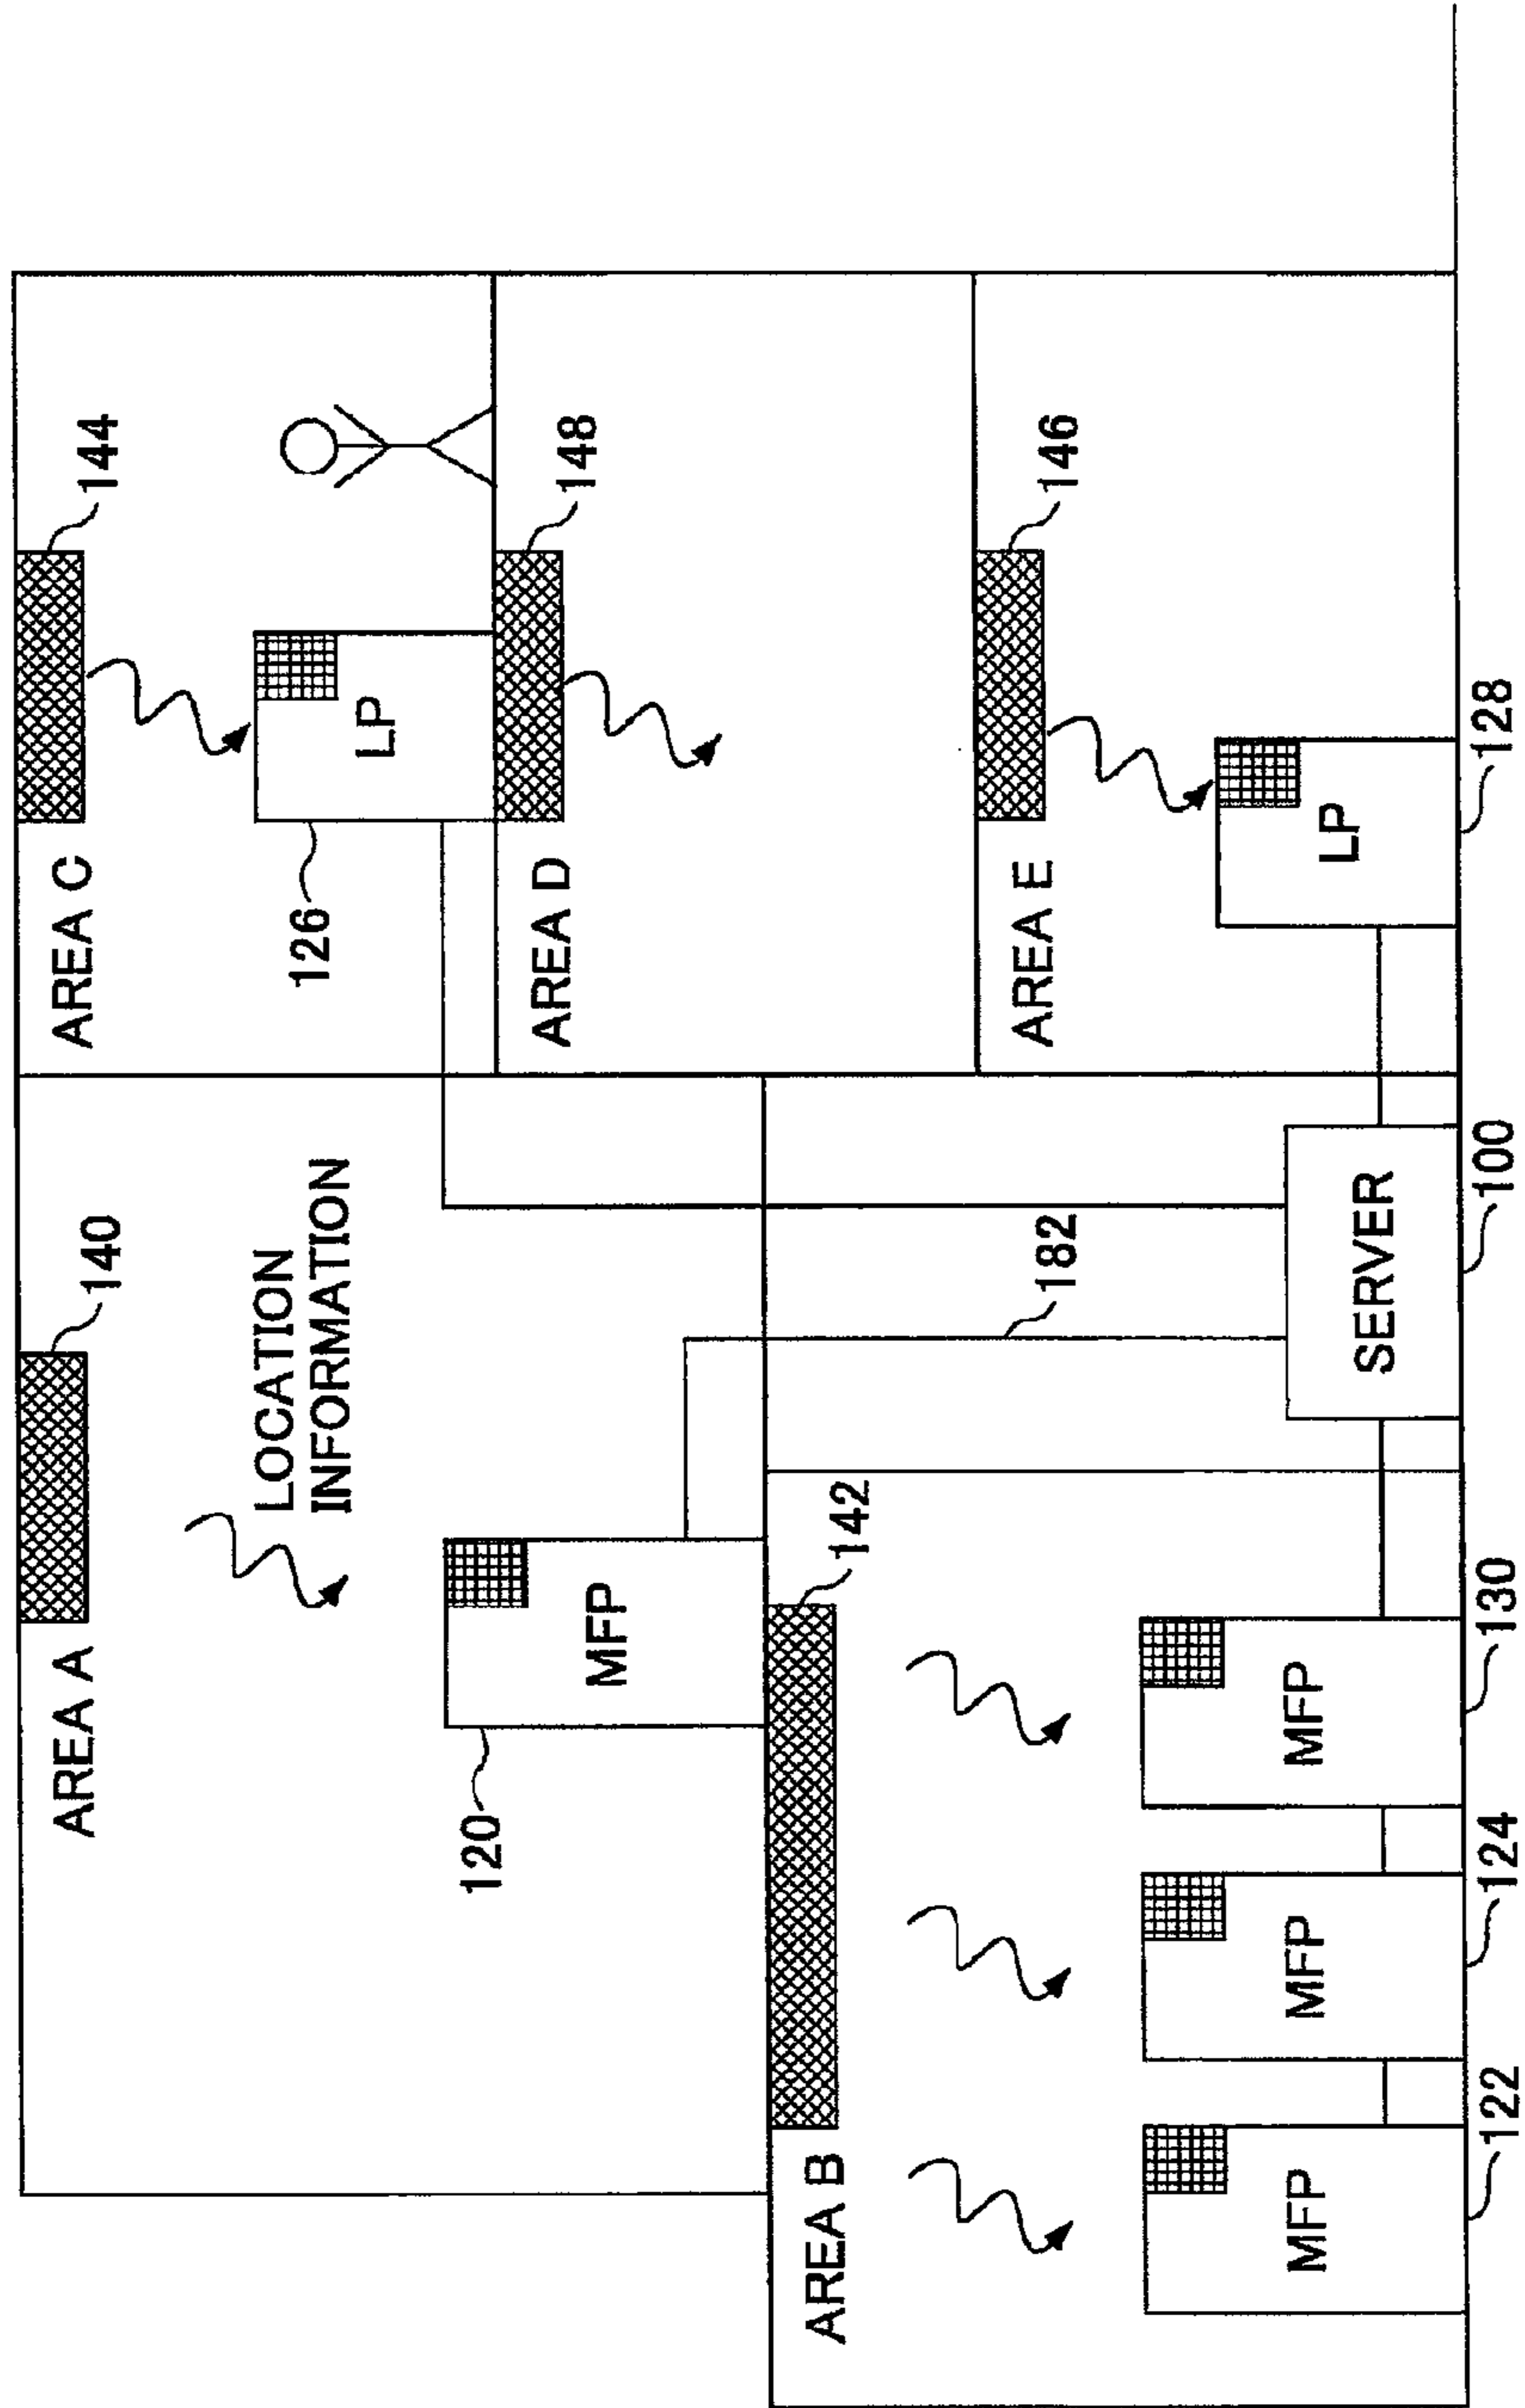 AREA A
140
LOCATION
INFORMATION
MFP
120
AREA C
144
LP
126
AREA D
148
AREA B
142
182
MFP
122
MFP
124
MFP
130
SERVER
100
AREA E
146
LP
128